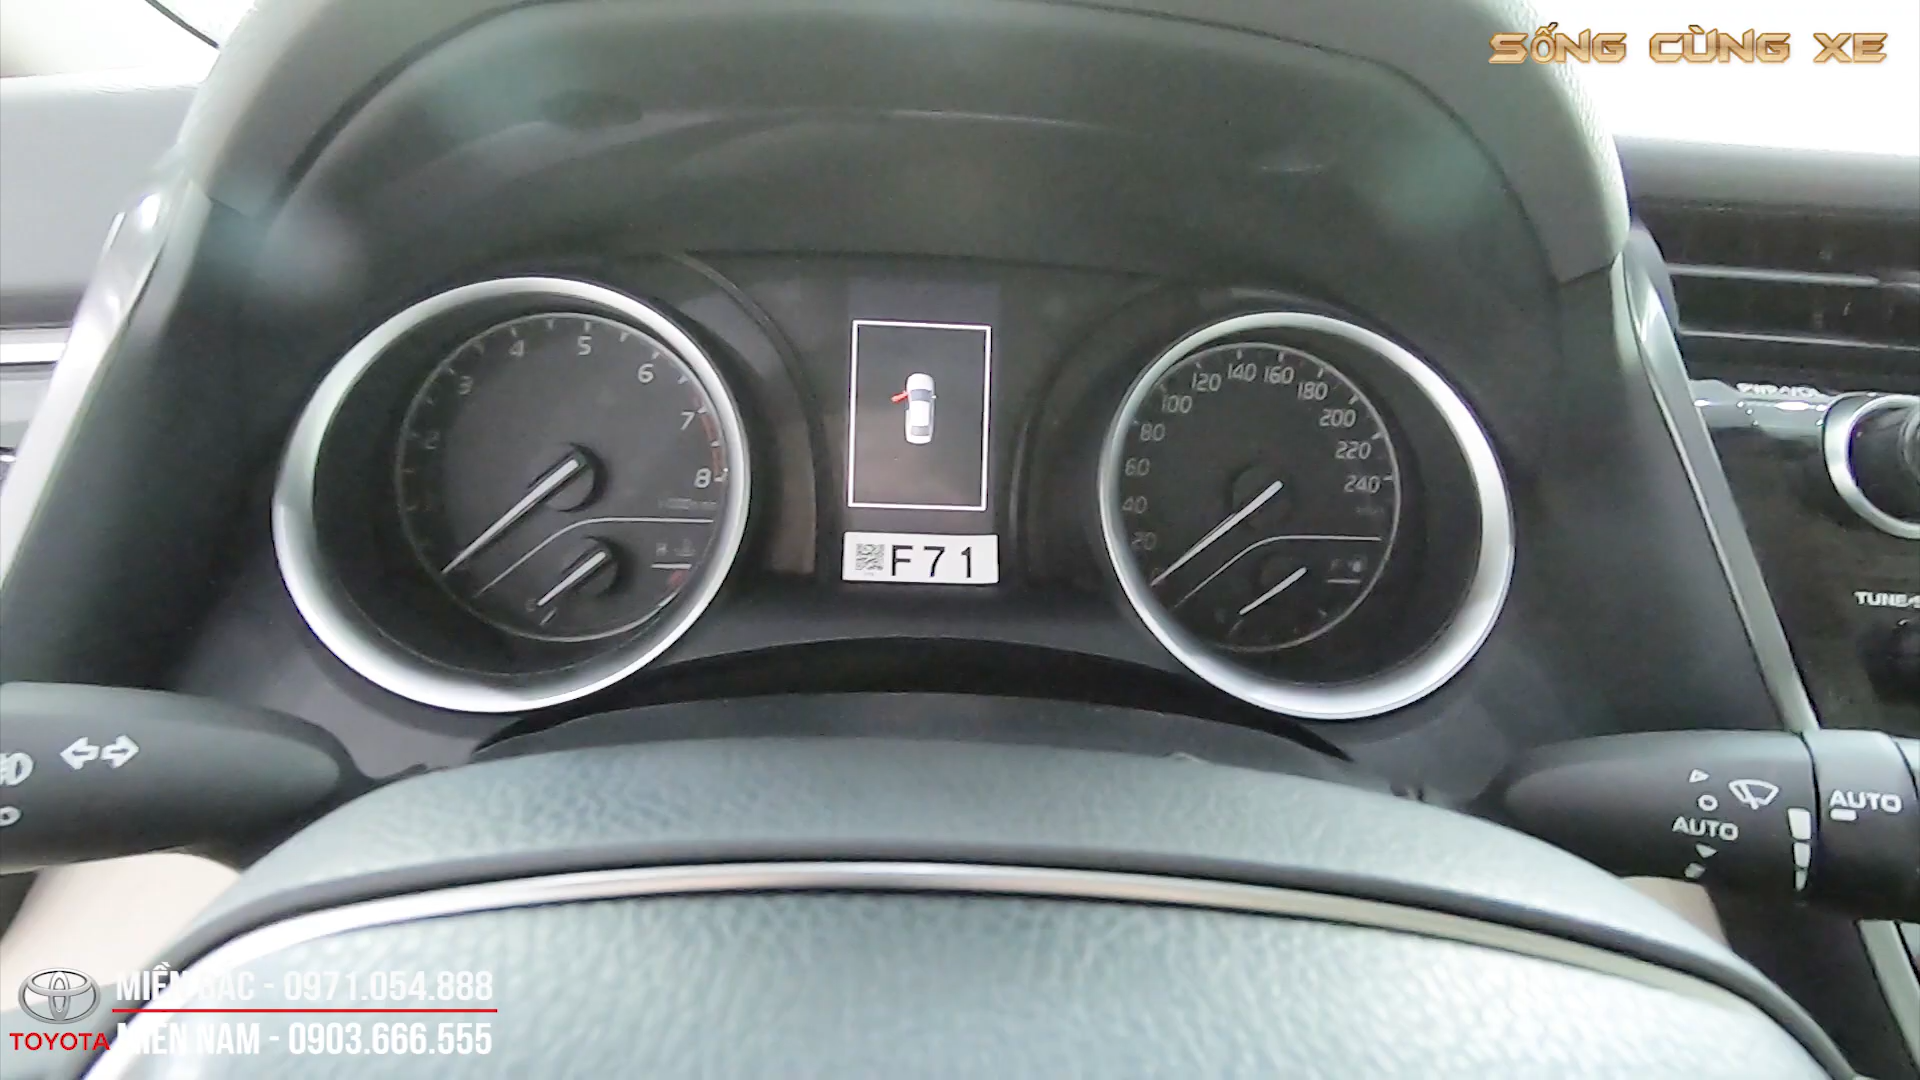 SỐNG CÙNG XE
3
4
5
6
7
8
2
20
40
60
80
100
120
140
160
180
200
220
240
F71
H
TUNE
AUTO
AUTO
TOYOTA
MIỀN BẮC - 0971.054.888
MIỀN NAM - 0903.666.555